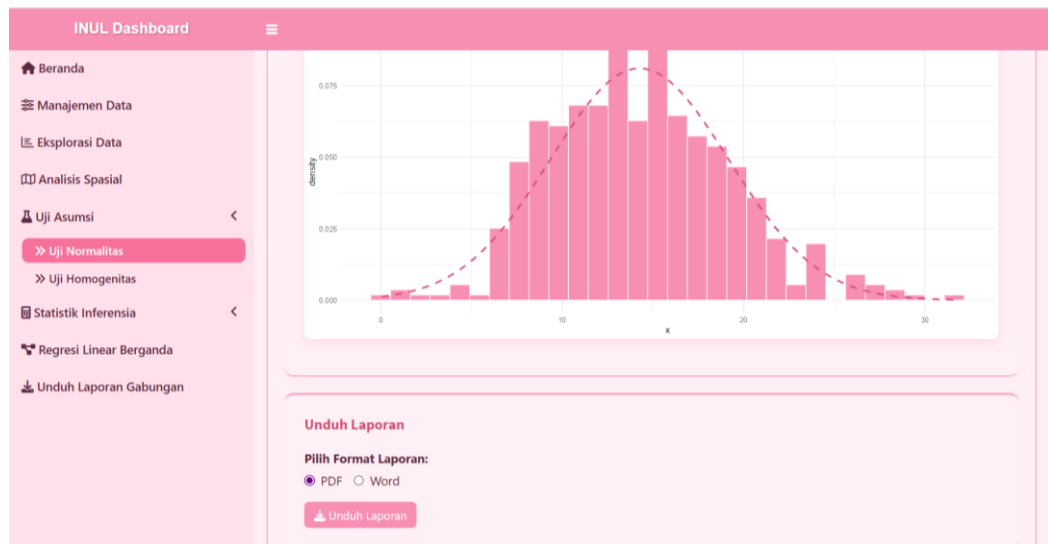 INUL Dashboard
Beranda
Manajemen Data
Eksplorasi Data
Analisis Spasial
Uji Asumsi
Uji Normalitas
Uji Homogenitas
Statistik Inferensia
Regresi Linear Berganda
Unduh Laporan Gabungan
0.075
0.050
0.025
0.000
density
0 10 20 30
x
Unduh Laporan
Pilih Format Laporan:
PDF Word
Unduh Laporan